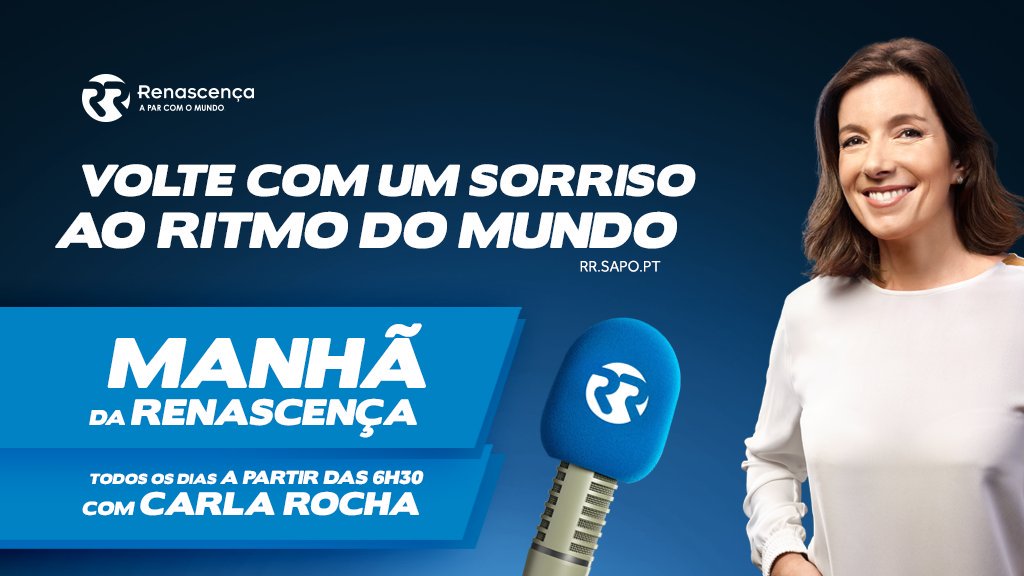 Renascença
A PAR COM O MUNDO
VOLTE COM UM SORRISO
AO RITMO DO MUNDO
RR.SAPO.PT
MANHÃ
DA RENASCENÇA
TODOS OS DIAS A PARTIR DAS 6H30
COM CARLA ROCHA